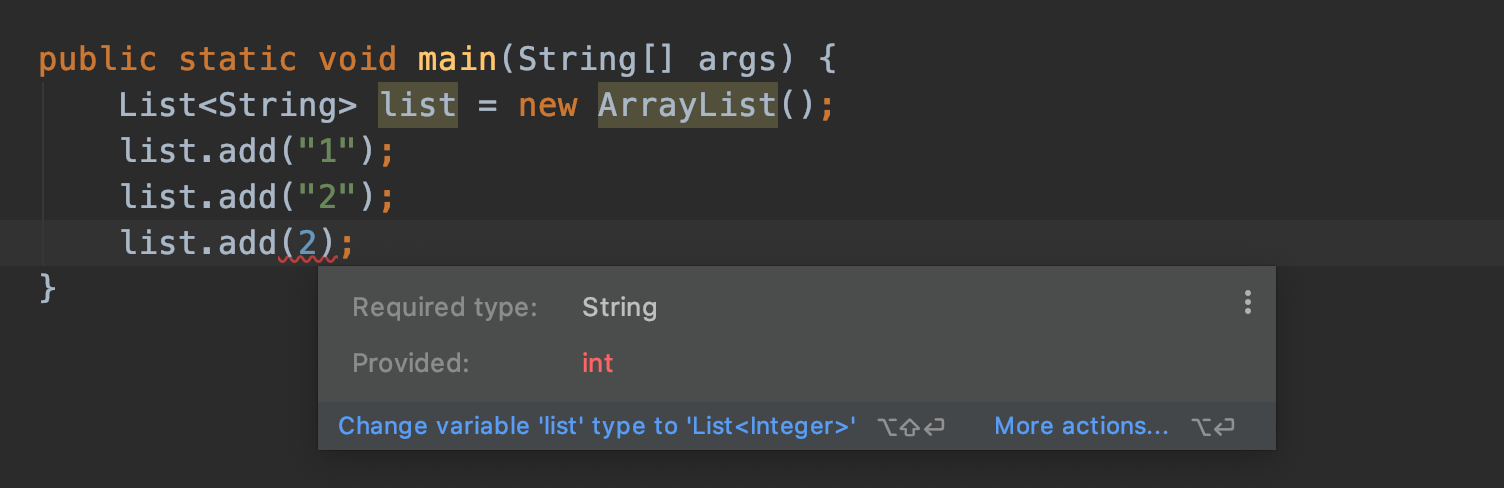 public static void main(String[] args) {
    List<String> list = new ArrayList();
    list.add("1");
    list.add("2");
    list.add(2);
}
Required type: String
Provided: int
Change variable 'list' type to 'List<Integer>' ⌥⇧⏎ More actions... ⌥⏎